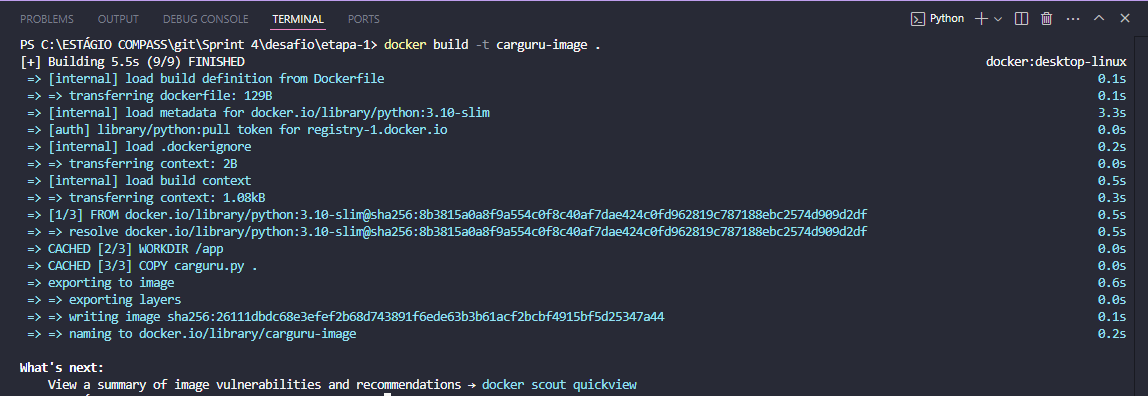 PROBLEMS OUTPUT DEBUG CONSOLE TERMINAL PORTS Python
PS C:\ESTÁGIO COMPASS\git\Sprint 4\desafio\etapa-1> docker build -t carguru-image .
[+] Building 5.5s (9/9) FINISHED docker:desktop-linux
=> [internal] load build definition from Dockerfile 0.1s
=> => transferring dockerfile: 129B 0.1s
=> [internal] load metadata for docker.io/library/python:3.10-slim 3.3s
=> [auth] library/python:pull token for registry-1.docker.io 0.0s
=> [internal] load .dockerignore 0.2s
=> => transferring context: 2B 0.0s
=> [internal] load build context 0.5s
=> => transferring context: 1.08kB 0.3s
=> [1/3] FROM docker.io/library/python:3.10-slim@sha256:8b3815a0a8f9a554c0f8c40af7dae424c0fd962819c787188ebc2574d909d2df 0.5s
=> => resolve docker.io/library/python:3.10-slim@sha256:8b3815a0a8f9a554c0f8c40af7dae424c0fd962819c787188ebc2574d909d2df 0.5s
=> CACHED [2/3] WORKDIR /app 0.0s
=> CACHED [3/3] COPY carguru.py . 0.0s
=> exporting to image 0.6s
=> => exporting layers 0.0s
=> => writing image sha256:26111dbdc68e3efef2b68d743891f6ede63b3b61acf2bcbf4915bf5d25347a44 0.1s
=> => naming to docker.io/library/carguru-image 0.2s
What's next:
View a summary of image vulnerabilities and recommendations → docker scout quickview